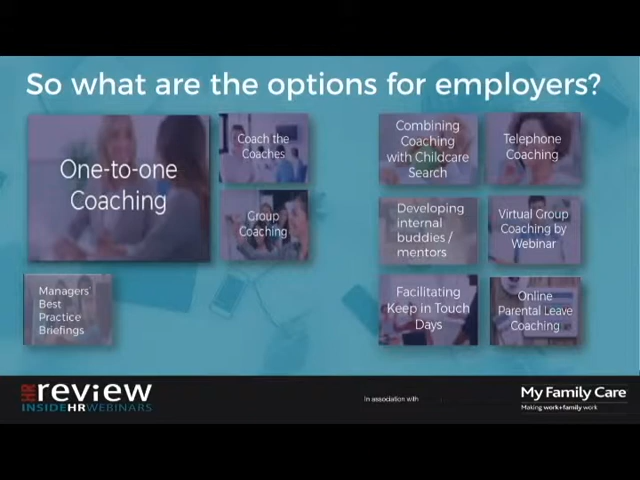 So what are the options for employers?
One-to-one
Coaching
Coach the
Coaches
Group
Coaching
Managers'
Best
Practice
Briefings
Combining
Coaching
with Childcare
Search
Telephone
Coaching
Developing
internal
buddies /
mentors
Virtual Group
Coaching by
Webinar
Facilitating
Keep in Touch
Days
Online
Parental Leave
Coaching
HRreview
INSIDEHRWEBINARS
In association with
My Family Care
Making work+family work